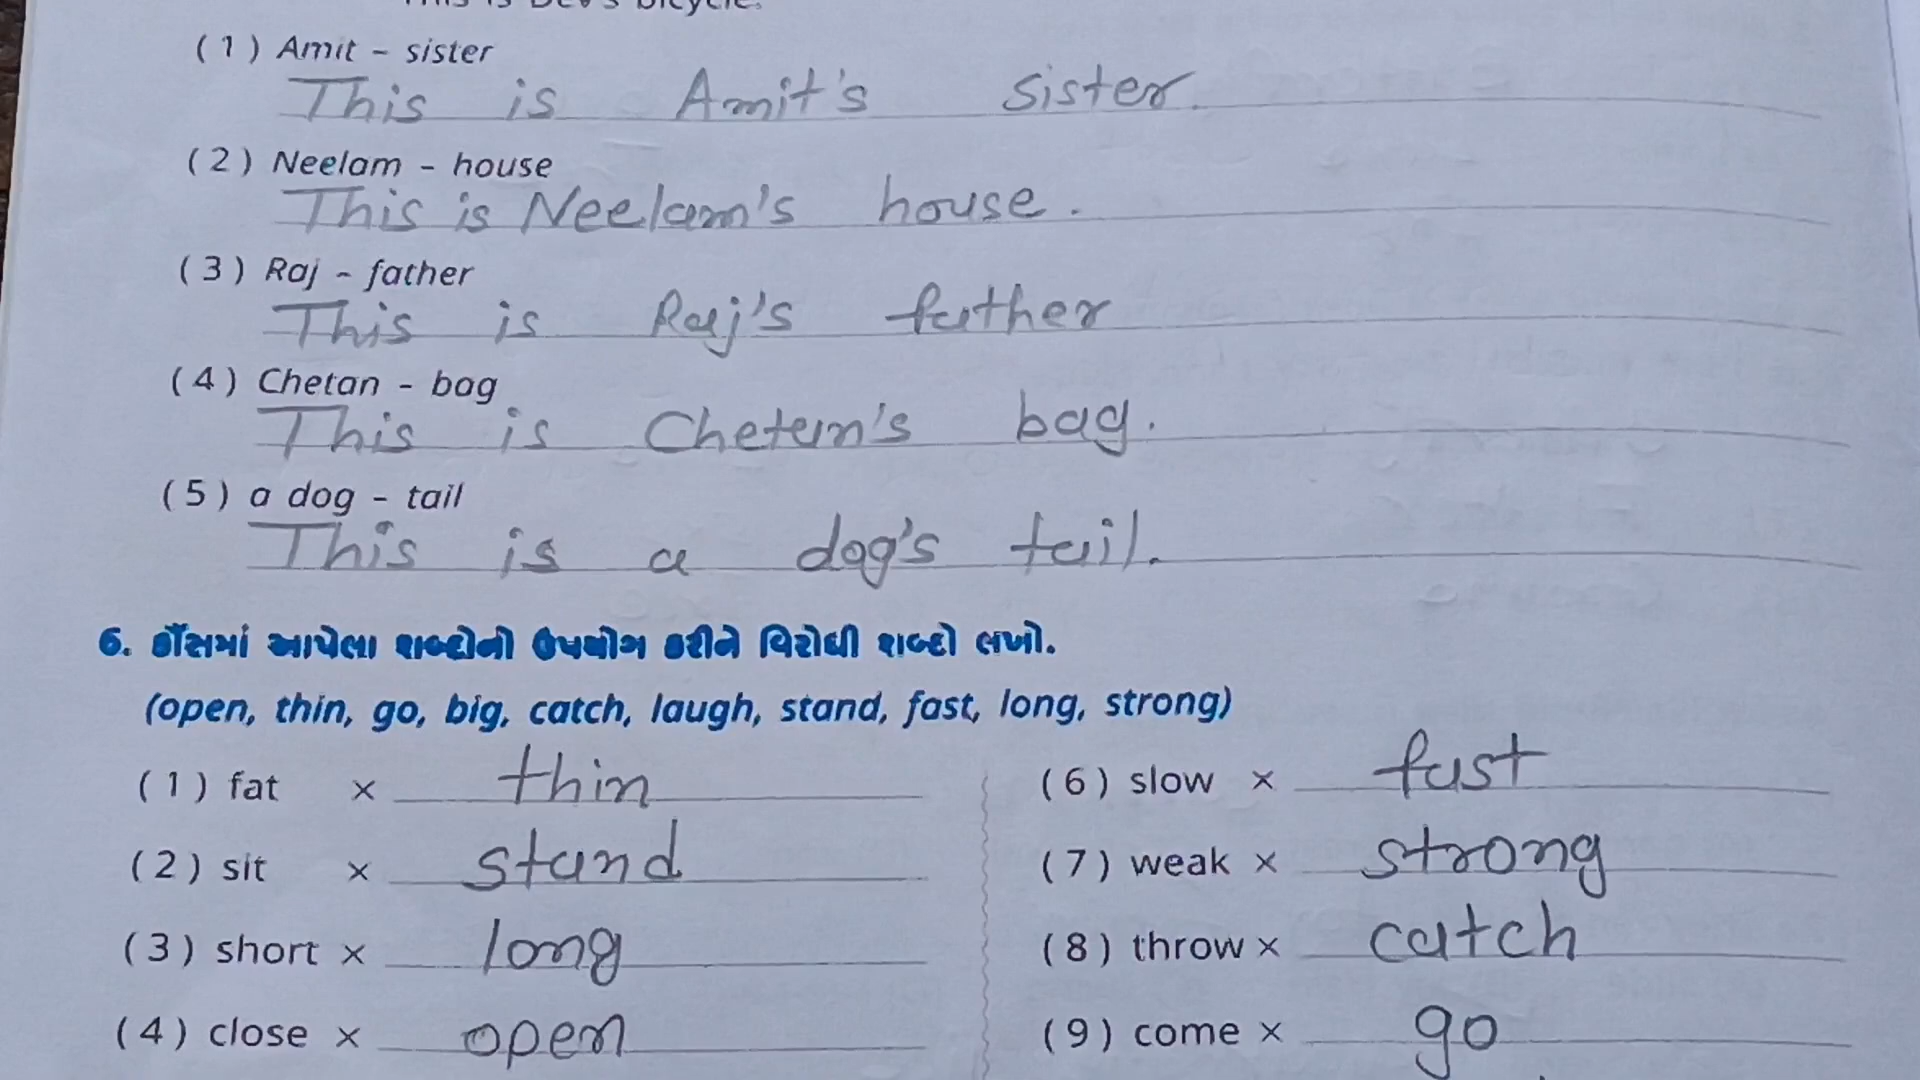 This is Dev's bicycle.
(1) Amit - sister
This is Amit's sister.
(2) Neelam - house
This is Neelam's house.
(3) Raj - father
This is Raj's father
(4) Chetan - bag
This is Chetan's bag.
(5) a dog - tail
This is a dog's tail.
6. કૌંસમાં આપેલા શબ્દોનો ઉપયોગ કરીને વિરોધી શબ્દો લખો.
(open, thin, go, big, catch, laugh, stand, fast, long, strong)
(1) fat × thin
(2) sit × stand
(3) short × long
(4) close × open
(6) slow × fast
(7) weak × strong
(8) throw × catch
(9) come × go